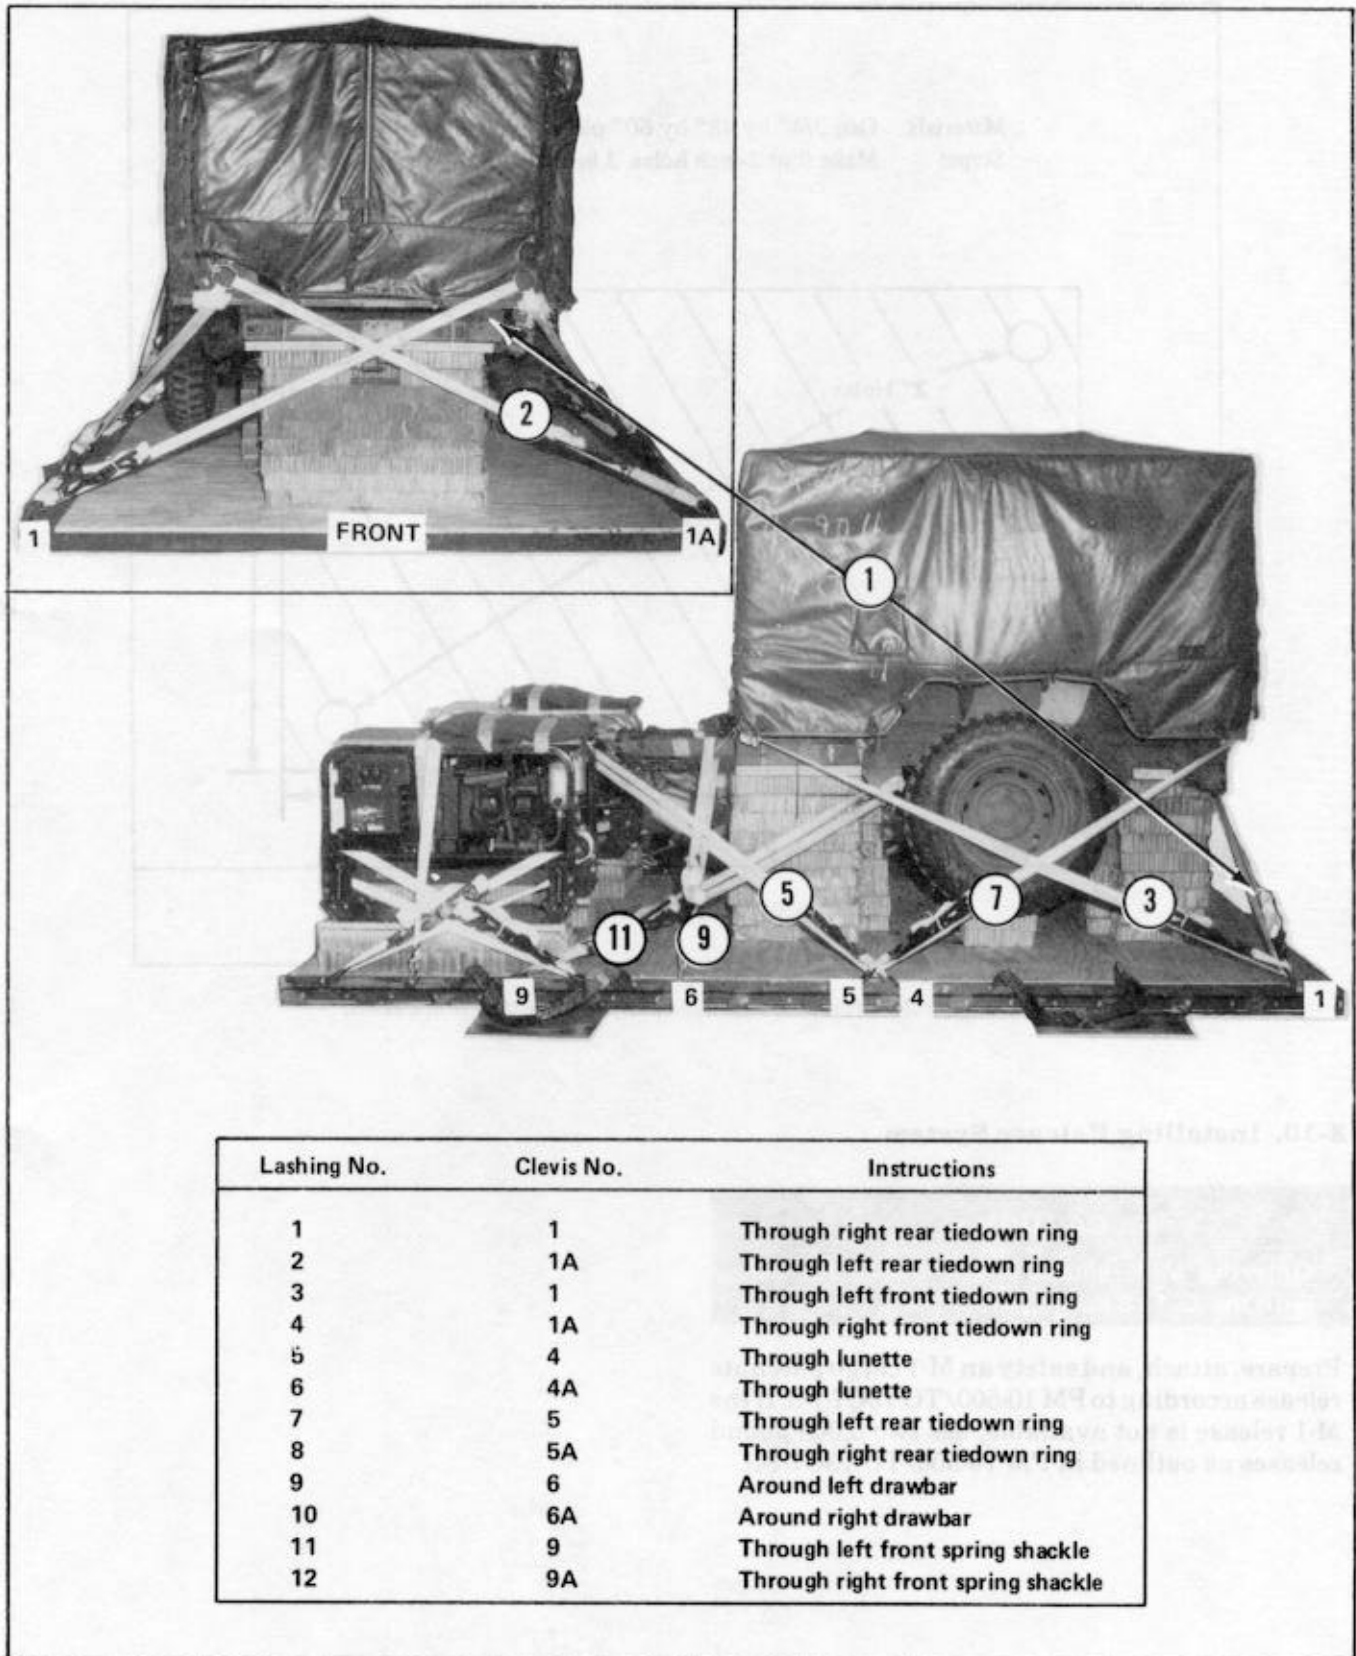 2
1
FRONT
1A
1
5
7
3
11
9
9
6
5
4
1
Lashing No. Clevis No. Instructions
1 1 Through right rear tiedown ring
2 1A Through left rear tiedown ring
3 1 Through left front tiedown ring
4 1A Through right front tiedown ring
5 4 Through lunette
6 4A Through lunette
7 5 Through left rear tiedown ring
8 5A Through right rear tiedown ring
9 6 Around left drawbar
10 6A Around right drawbar
11 9 Through left front spring shackle
12 9A Through right front spring shackle